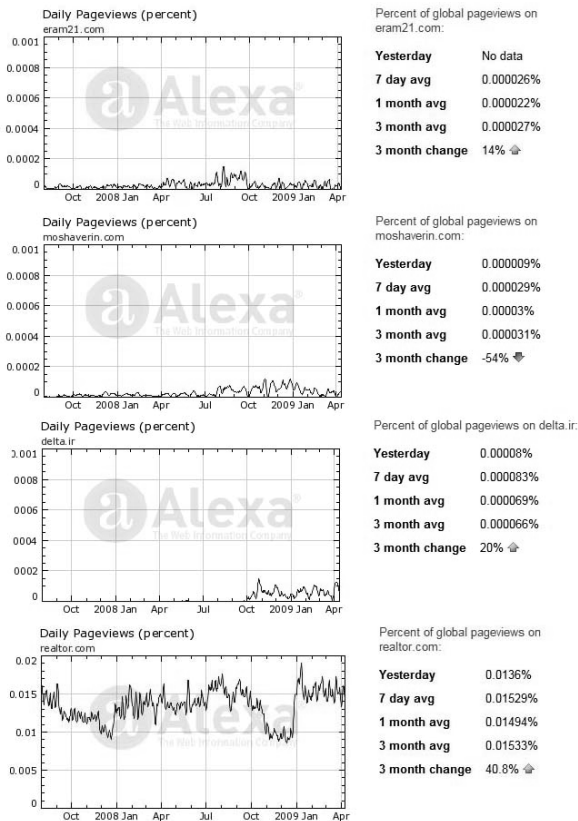 Daily Pageviews (percent)
eram21.com
0.001
0.0008
0.0006
0.0004
0.0002
0
Alexa®
The Web Information Company
Oct 2008 Jan Apr Jul Oct 2009 Jan Apr
Percent of global pageviews on
eram21.com:
Yesterday No data
7 day avg 0.000026%
1 month avg 0.000022%
3 month avg 0.000027%
3 month change 14%
Daily Pageviews (percent)
moshaverin.com
0.001
0.0008
0.0006
0.0004
0.0002
0
Alexa®
The Web Information Company
Oct 2008 Jan Apr Jul Oct 2009 Jan Apr
Percent of global pageviews on
moshaverin.com:
Yesterday 0.000009%
7 day avg 0.000029%
1 month avg 0.00003%
3 month avg 0.000031%
3 month change -54%
Daily Pageviews (percent)
delta.ir
0.001
0008
0006
0004
0002
0
Alexa®
The Web Information Company
Oct 2008 Jan Apr Jul Oct 2009 Jan Apr
Percent of global pageviews on delta.ir:
Yesterday 0.00008%
7 day avg 0.000083%
1 month avg 0.000069%
3 month avg 0.000066%
3 month change 20%
Daily Pageviews (percent)
realtor.com
0.02
0.015
0.01
0.005
0
Alexa®
The Web Information Company
Oct 2008 Jan Apr Jul Oct 2009 Jan Apr
Percent of global pageviews on
realtor.com:
Yesterday 0.0136%
7 day avg 0.01529%
1 month avg 0.01494%
3 month avg 0.01533%
3 month change 40.8%